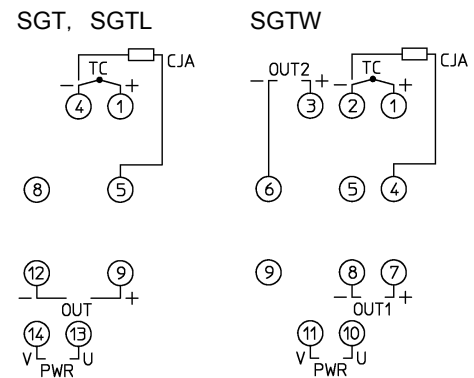 SGT, SGTL
SGTW
CJA
TC
- +
4 1
8 5
12 9
- OUT +
14 13
V PWR U
- OUT2 +
CJA
TC
- +
3 2 1
6 5 4
9 8 7
- OUT1 +
11 10
V PWR U